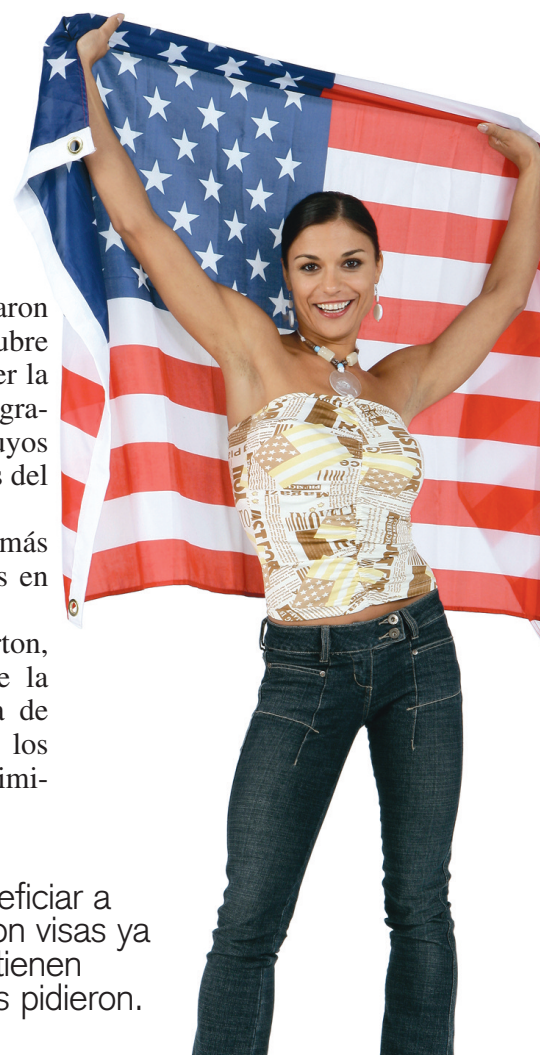 aron
ubre
er la
gra-
uyos
s del
más
s en
rton,
e la
a de
los
imi-
eficiar a
on visas ya
tienen
s pidieron.